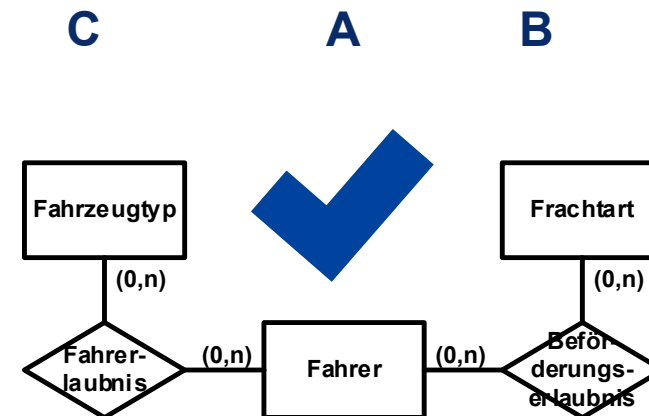 C A B
Fahrzeugtyp
Frachtart
(0,n)
(0,n)
Fahrer-
laubnis
(0,n)
Fahrer
(0,n)
Beför-
derungs-
erlaubnis